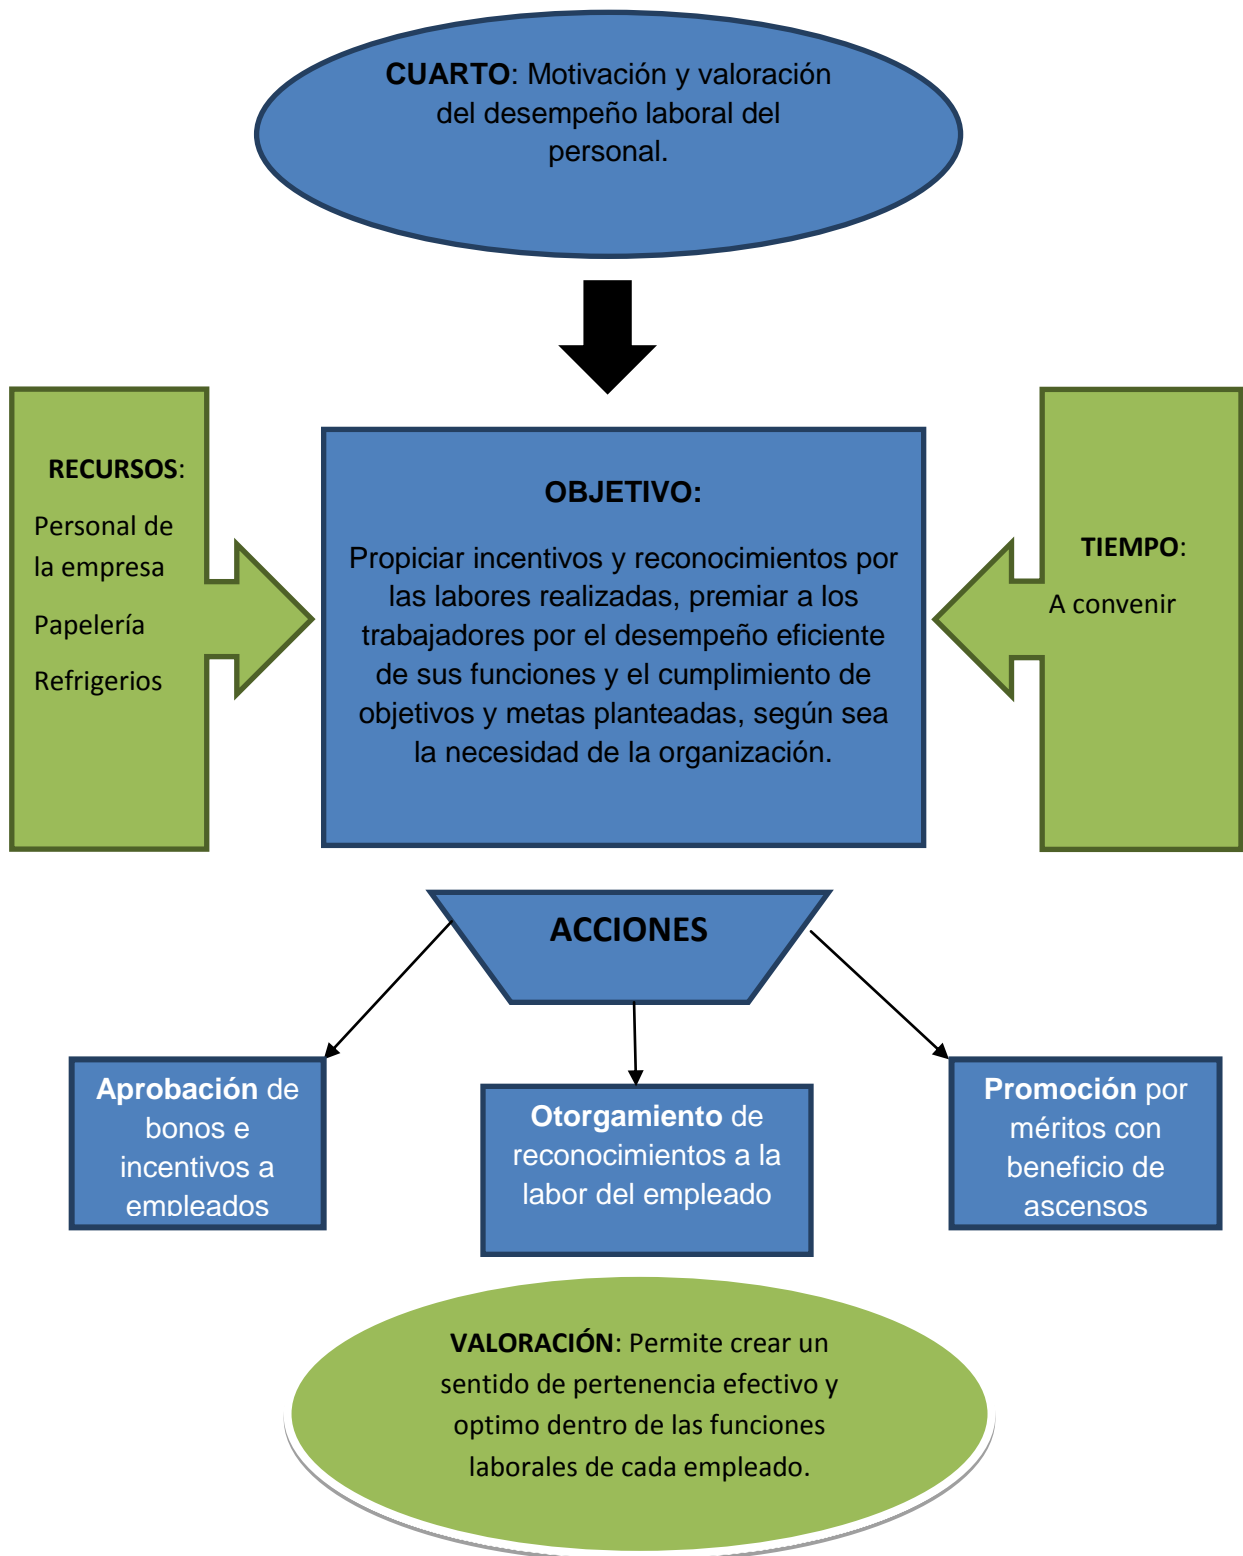 CUARTO: Motivación y valoración
del desempeño laboral del
personal.
RECURSOS:
Personal de
la empresa
Papelería
Refrigerios
OBJETIVO:
Propiciar incentivos y reconocimientos por
las labores realizadas, premiar a los
trabajadores por el desempeño eficiente
de sus funciones y el cumplimiento de
objetivos y metas planteadas, según sea
la necesidad de la organización.
TIEMPO:
A convenir
ACCIONES
Aprobación de
bonos e
incentivos a
empleados
Otorgamiento de
reconocimientos a la
labor del empleado
Promoción por
méritos con
beneficio de
ascensos
VALORACIÓN: Permite crear un
sentido de pertenencia efectivo y
optimo dentro de las funciones
laborales de cada empleado.